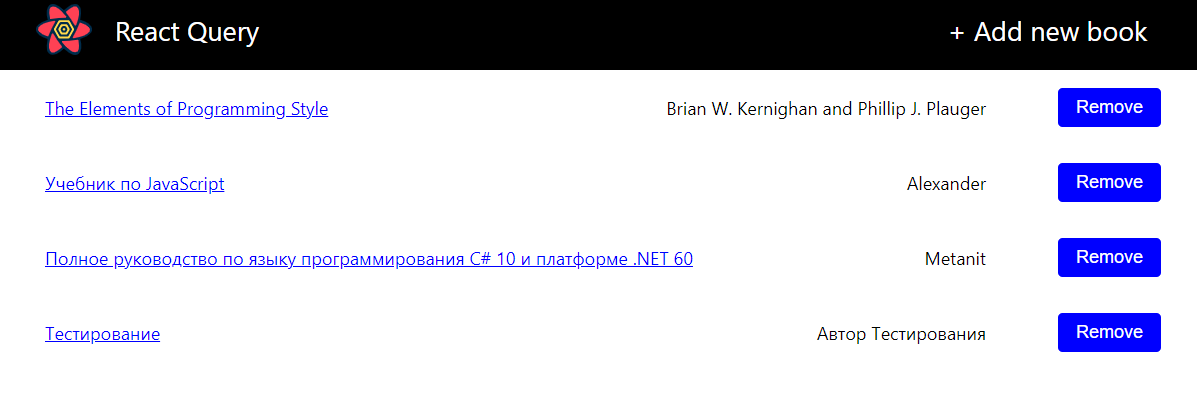 React Query + Add new book
The Elements of Programming Style Brian W. Kernighan and Phillip J. Plauger Remove
Учебник по JavaScript Alexander Remove
Полное руководство по языку программирования C# 10 и платформе .NET 60 Metanit Remove
Тестирование Автор Тестирования Remove